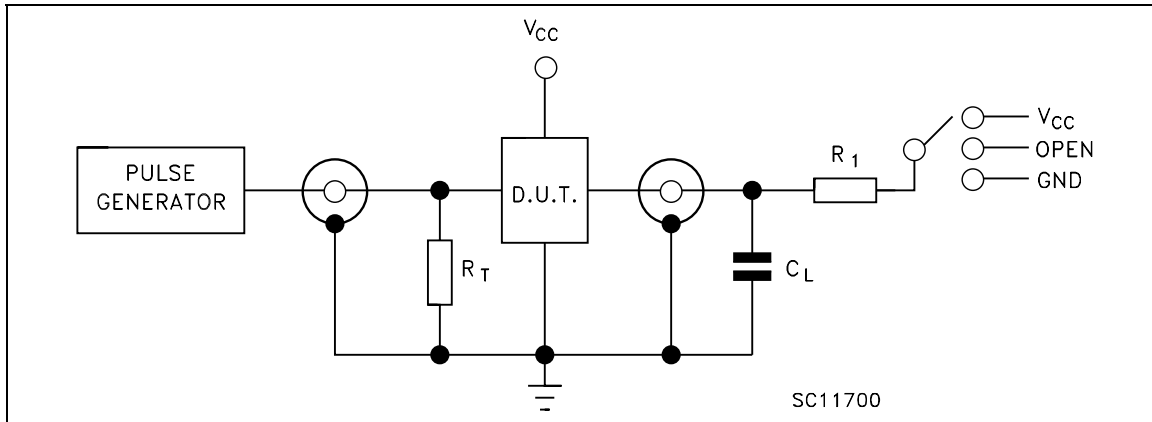 VCC
PULSE
GENERATOR
D.U.T.
RT
R1
CL
VCC
OPEN
GND
SC11700